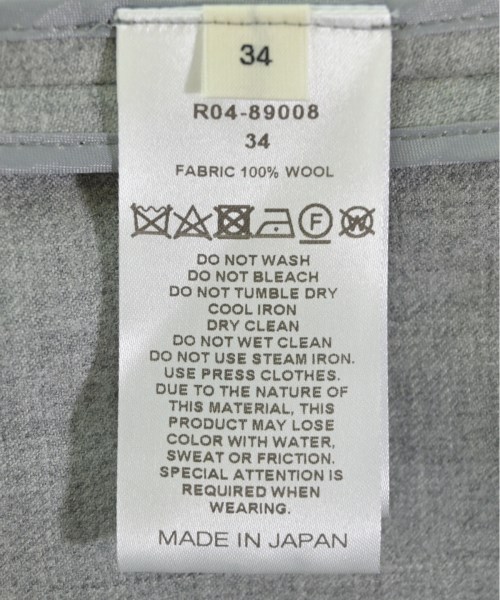 34
R04-89008
34
FABRIC 100% WOOL
F W
DO NOT WASH
DO NOT BLEACH
DO NOT TUMBLE DRY
COOL IRON
DRY CLEAN
DO NOT WET CLEAN
DO NOT USE STEAM IRON.
USE PRESS CLOTHES.
DUE TO THE NATURE OF
THIS MATERIAL, THIS
PRODUCT MAY LOSE
COLOR WITH WATER,
SWEAT OR FRICTION.
SPECIAL ATTENTION IS
REQUIRED WHEN
WEARING.
MADE IN JAPAN